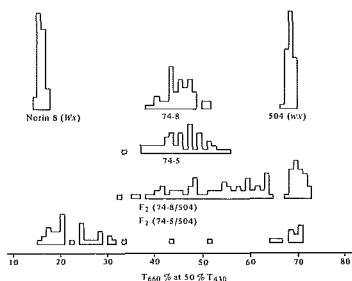 Norin 8 (Wx)
74-8
504 (wx)
74-5
F2 (74-8/504)
F2 (74-5/504)
10 20 30 40 50 60 70 80
T660 % at 50 % T430